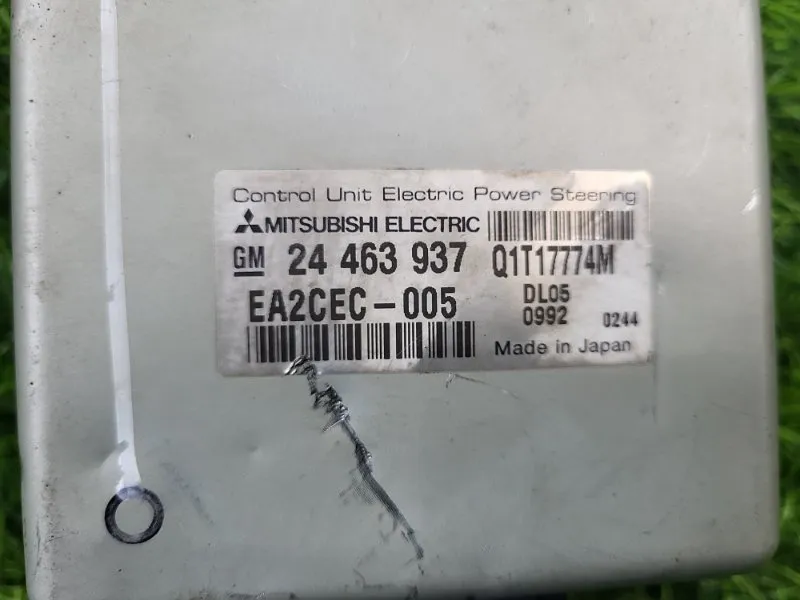 Control Unit Electric Power Steering
MITSUBISHI ELECTRIC
GM 24 463 937 Q1T17774M
EA2CEC-005 DL05
0992 0244
Made in Japan